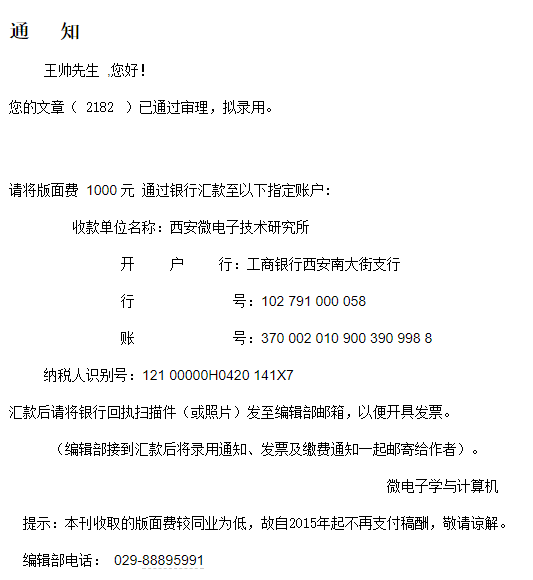 通 知
王帅先生 ,您好！
您的文章（ 2182 ）已通过审理，拟录用。
请将版面费 1000 元 通过银行汇款至以下指定账户：
收款单位名称：西安微电子技术研究所
开 户 行：工商银行西安南大街支行
行 号：102 791 000 058
账 号：370 002 010 900 390 998 8
纳税人识别号：121 00000H0420 141X7
汇款后请将银行回执扫描件（或照片）发至编辑部邮箱，以便开具发票。
（编辑部接到汇款后将录用通知、发票及缴费通知一起邮寄给作者）。
微电子学与计算机
提示：本刊收取的版面费较同业为低，故自2015年起不再支付稿酬，敬请谅解。
编辑部电话： 029-88895991